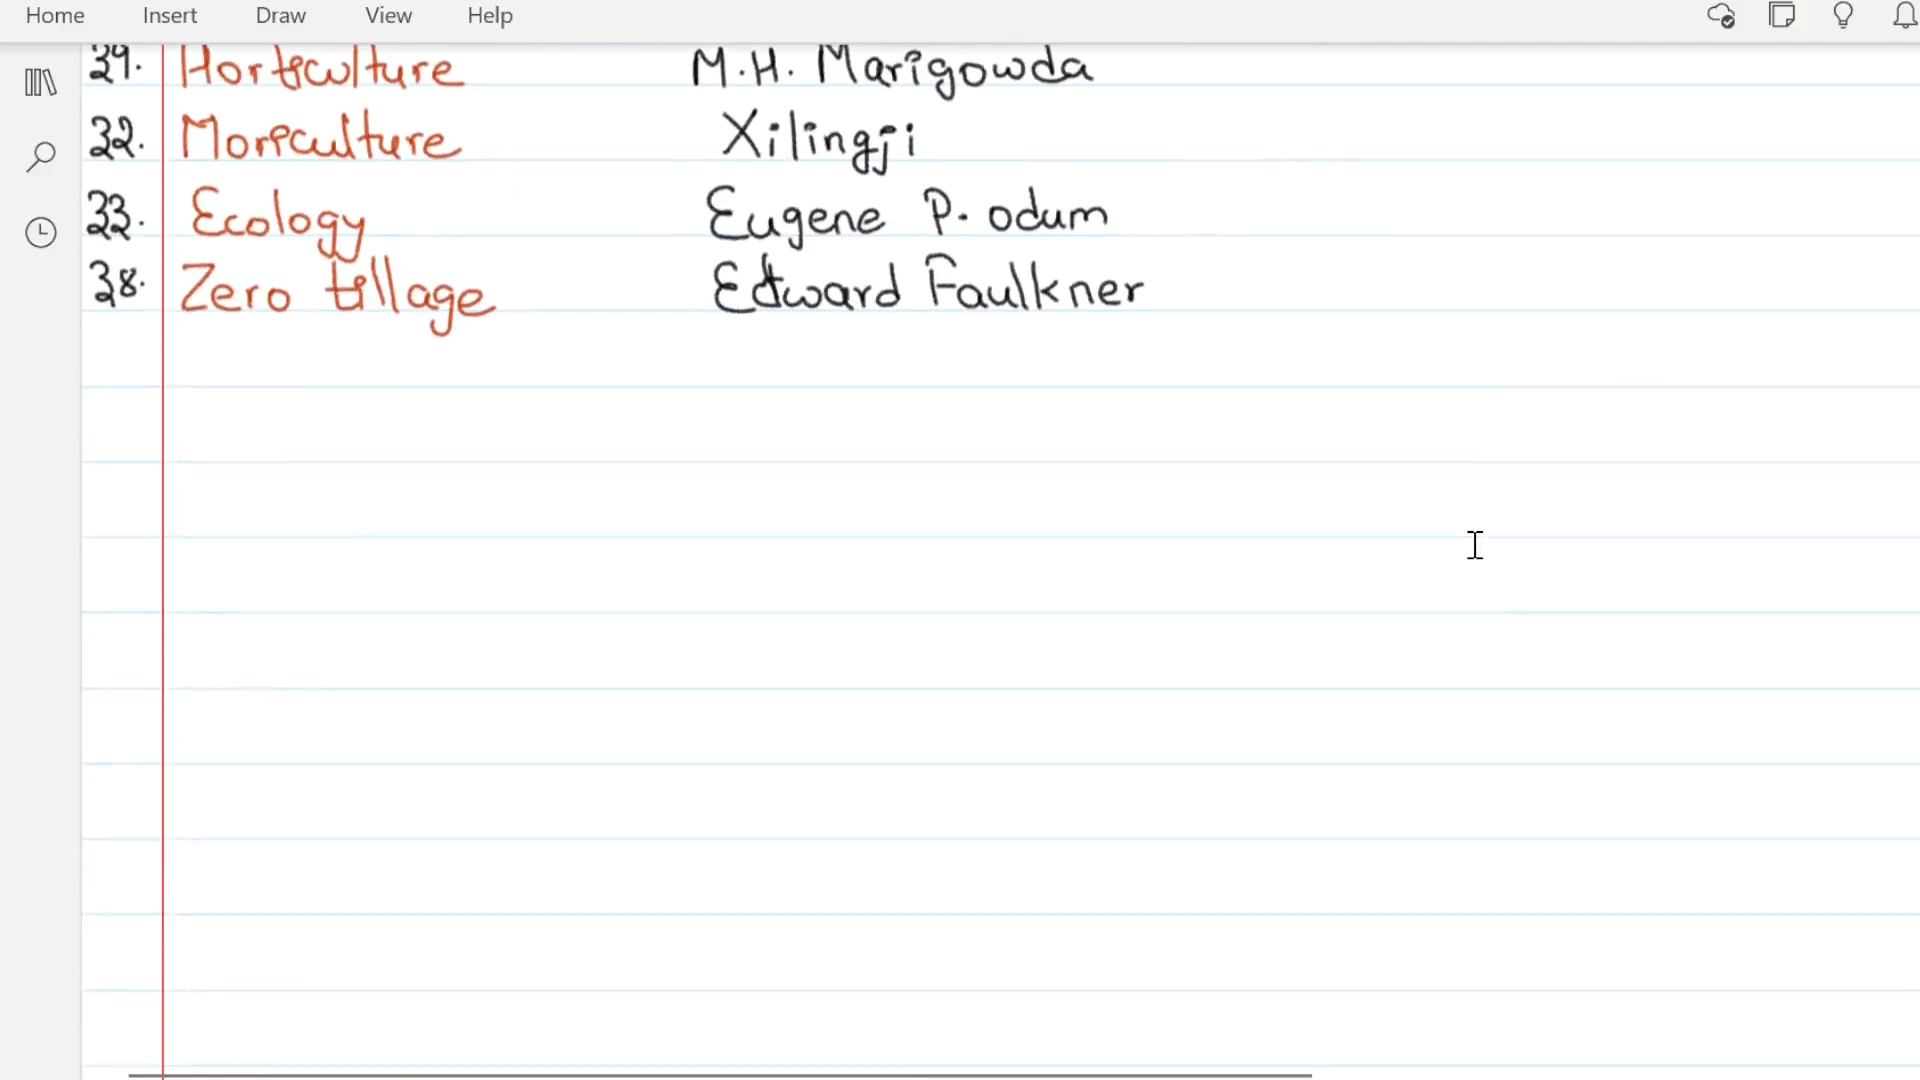 Home Insert Draw View Help
31. Horticulture M.H. Marigowda
32. Moriculture Xilingji
33. Ecology Eugene P. odum
38. Zero tillage Edward Faulkner